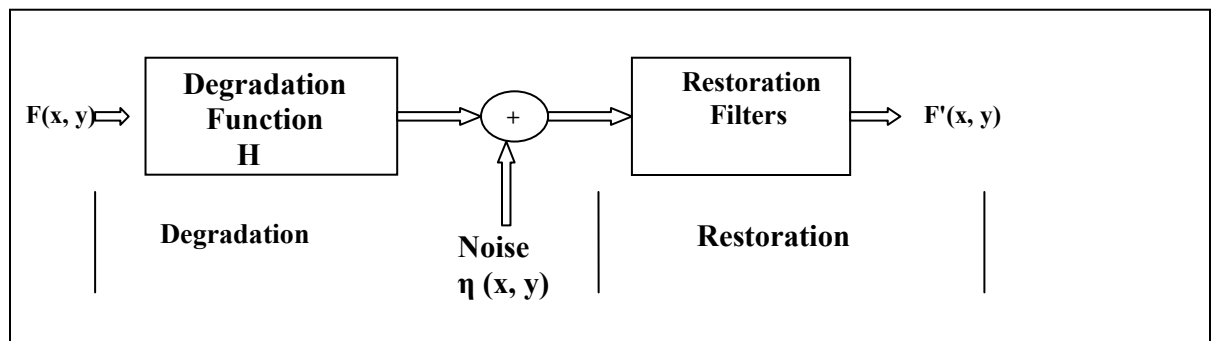 F(x, y)
Degradation
Function
H
+
Restoration
Filters
F'(x, y)
Degradation
Noise
η (x, y)
Restoration